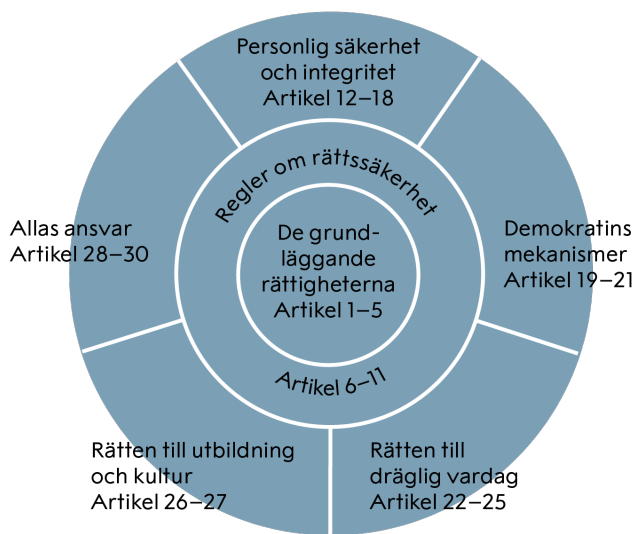 Personlig säkerhet
och integritet
Artikel 12–18
Regler om rättssäkerhet
De grund-
läggande
rättigheterna
Artikel 1–5
Artikel 6–11
Allas ansvar
Artikel 28–30
Demokratins
mekanismer
Artikel 19–21
Rätten till utbildning
och kultur
Artikel 26–27
Rätten till
dräglig vardag
Artikel 22–25